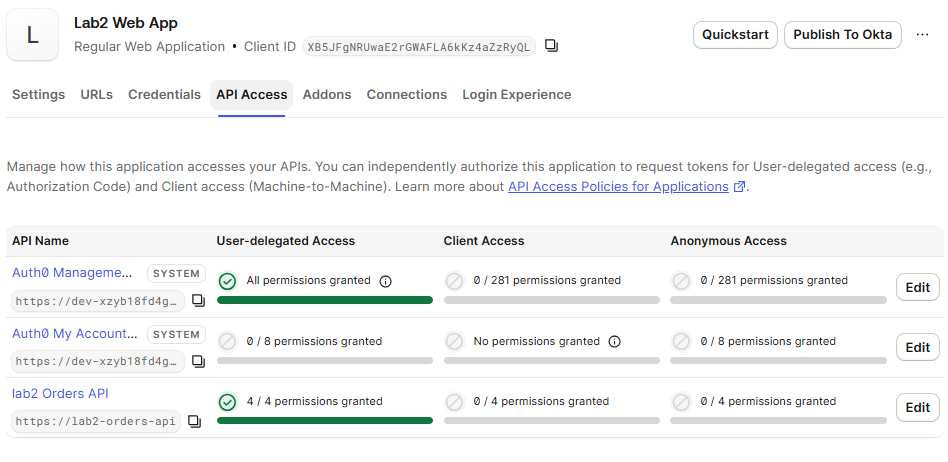 L
Lab2 Web App
Regular Web Application • Client ID XB5JFgNRUwaE2rGWAFLA6kKz4aZzRyQL
Quickstart
Publish To Okta
Settings URLs Credentials API Access Addons Connections Login Experience
Manage how this application accesses your APIs. You can independently authorize this application to request tokens for User-delegated access (e.g.,
Authorization Code) and Client access (Machine-to-Machine). Learn more about API Access Policies for Applications.
API Name User-delegated Access Client Access Anonymous Access
Auth0 Manageme... SYSTEM All permissions granted 0 / 281 permissions granted 0 / 281 permissions granted Edit
https://dev-xzyb18fd4g…
Auth0 My Account... SYSTEM 0 / 8 permissions granted No permissions granted 0 / 8 permissions granted Edit
https://dev-xzyb18fd4g…
lab2 Orders API 4 / 4 permissions granted 0 / 4 permissions granted 0 / 4 permissions granted Edit
https://lab2-orders-api